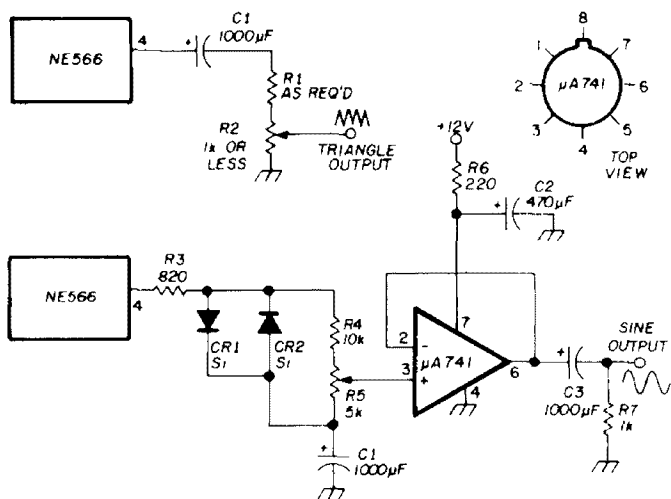 NE566
4
+
C1
1000µF
R1
AS REQ'D
R2
1k OR
LESS
TRIANGLE
OUTPUT
8
1
7
2
µA741
6
3
5
4
TOP
VIEW
+12V
R6
220
C2
+
470µF
NE566
4
R3
820
CR1
Si
CR2
Si
R4
10k
R5
5k
+
C1
1000µF
2
-
3
+
µA741
7
4
6
+
C3
1000µF
SINE
OUTPUT
R7
1k